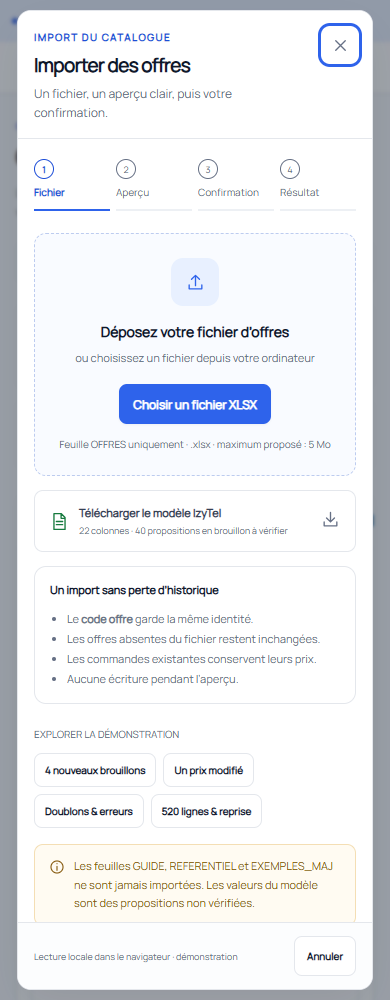 IMPORT DU CATALOGUE
Importer des offres
Un fichier, un aperçu clair, puis votre
confirmation.
1
2
3
4
Fichier
Aperçu
Confirmation
Résultat
Déposez votre fichier d'offres
ou choisissez un fichier depuis votre ordinateur
Choisir un fichier XLSX
Feuille OFFRES uniquement · .xlsx · maximum proposé : 5 Mo
Télécharger le modèle IzyTel
22 colonnes · 40 propositions en brouillon à vérifier
Un import sans perte d'historique
• Le code offre garde la même identité.
• Les offres absentes du fichier restent inchangées.
• Les commandes existantes conservent leurs prix.
• Aucune écriture pendant l'aperçu.
EXPLORER LA DÉMONSTRATION
4 nouveaux brouillons
Un prix modifié
Doublons & erreurs
520 lignes & reprise
Les feuilles GUIDE, REFERENTIEL et EXEMPLES_MAJ
ne sont jamais importées. Les valeurs du modèle
sont des propositions non vérifiées.
Lecture locale dans le navigateur · démonstration
Annuler